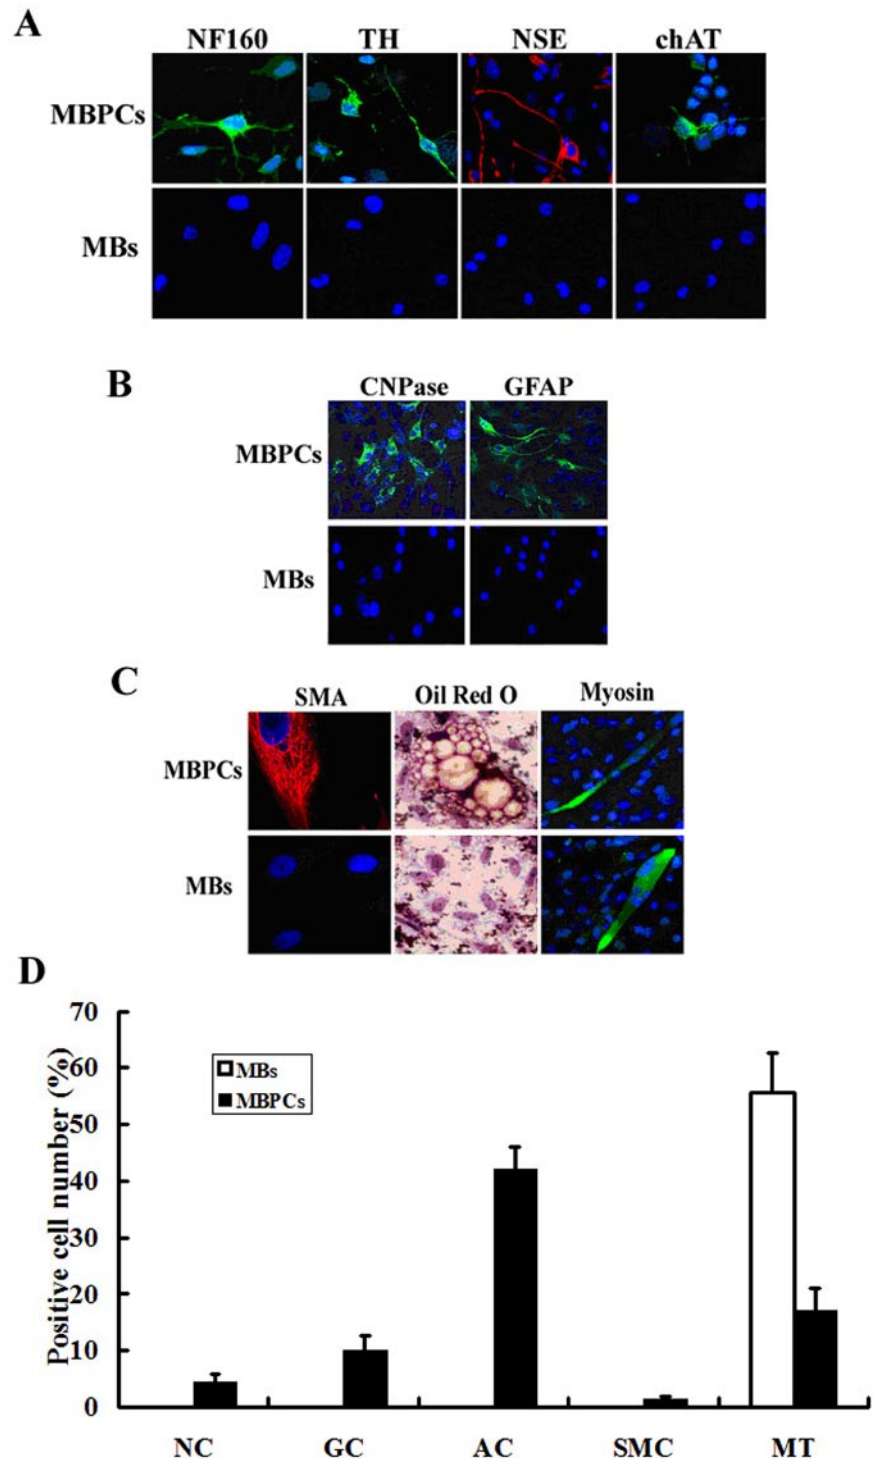 A
NF160 TH NSE chAT
MBPCs
MBs
B
CNPase GFAP
MBPCs
MBs
C
SMA Oil Red O Myosin
MBPCs
MBs
D
Positive cell number (%)
70
60
50
40
30
20
10
0
MBs
MBPCs
NC GC AC SMC MT